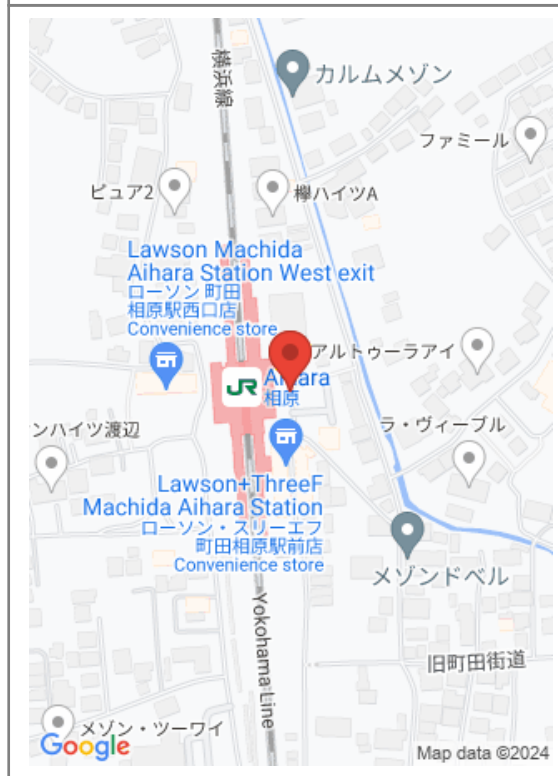 横浜線
カルムメゾン
ファミール
ピュア2
欅ハイツA
Lawson Machida
Aihara Station West exit
ローソン 町田
相原駅西口店
Convenience store
アルトゥーラアイ
JR
Aihara
相原
ラ・ヴィーブル
ンハイツ渡辺
Lawson+ThreeF
Machida Aihara Station
ローソン・スリーエフ
町田相原駅前店
Convenience store
メゾンドベル
Yokohama Line
旧町田街道
メゾン・ツーワイ
Google
Map data ©2024